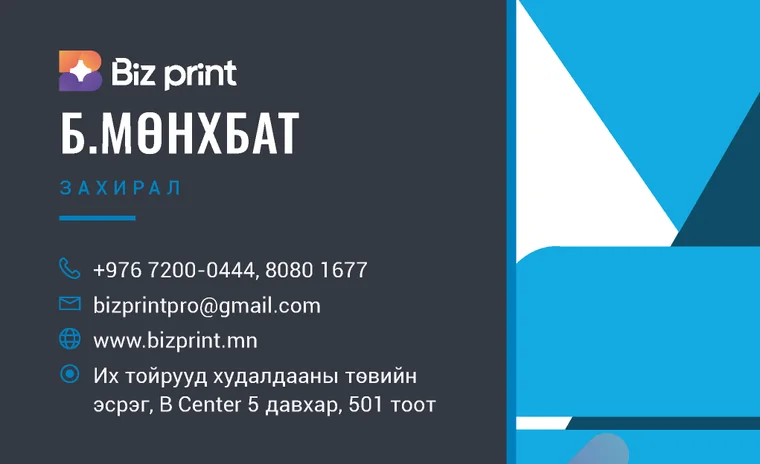 Biz print
Б.МӨНХБАТ
ЗАХИРАЛ
+976 7200-0444, 8080 1677
bizprintpro@gmail.com
www.bizprint.mn
Их тойрууд худалдааны төвийн
эсрэг, B Center 5 давхар, 501 тоот